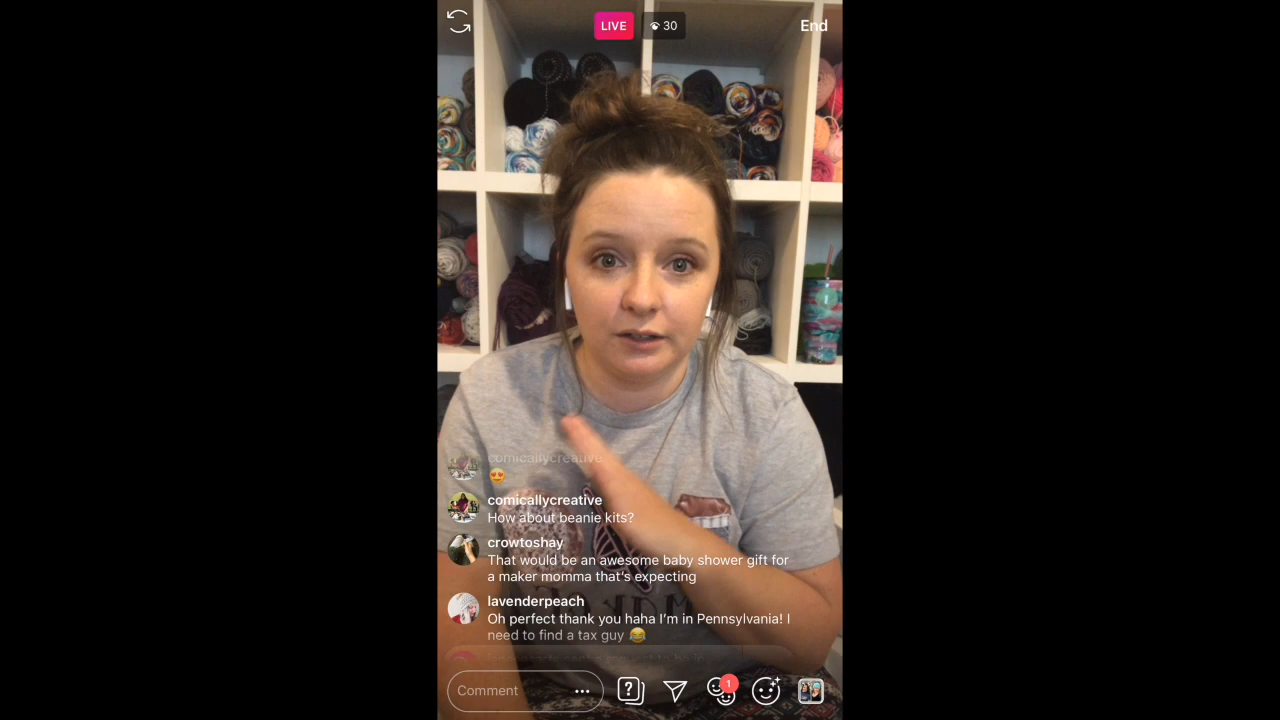 LIVE
30
End
comicallycreative
😍
comicallycreative
How about beanie kits?
crowtoshay
That would be an awesome baby shower gift for
a maker momma that's expecting
lavenderpeach
Oh perfect thank you haha I'm in Pennsylvania! I
need to find a tax guy 😂
Comment
1